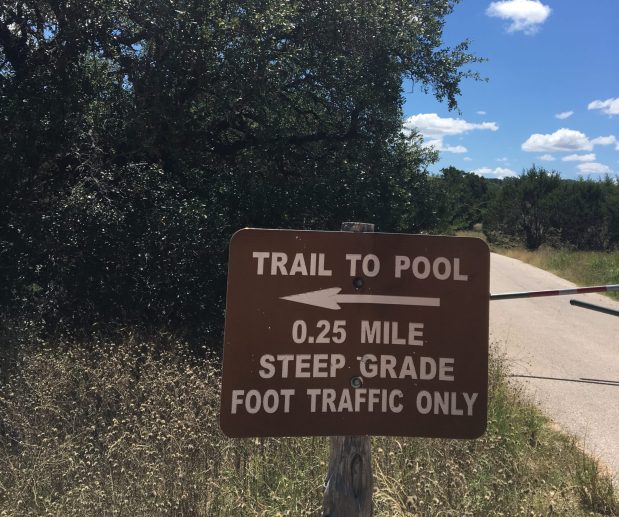 TRAIL TO POOL
0.25 MILE
STEEP GRADE
FOOT TRAFFIC ONLY